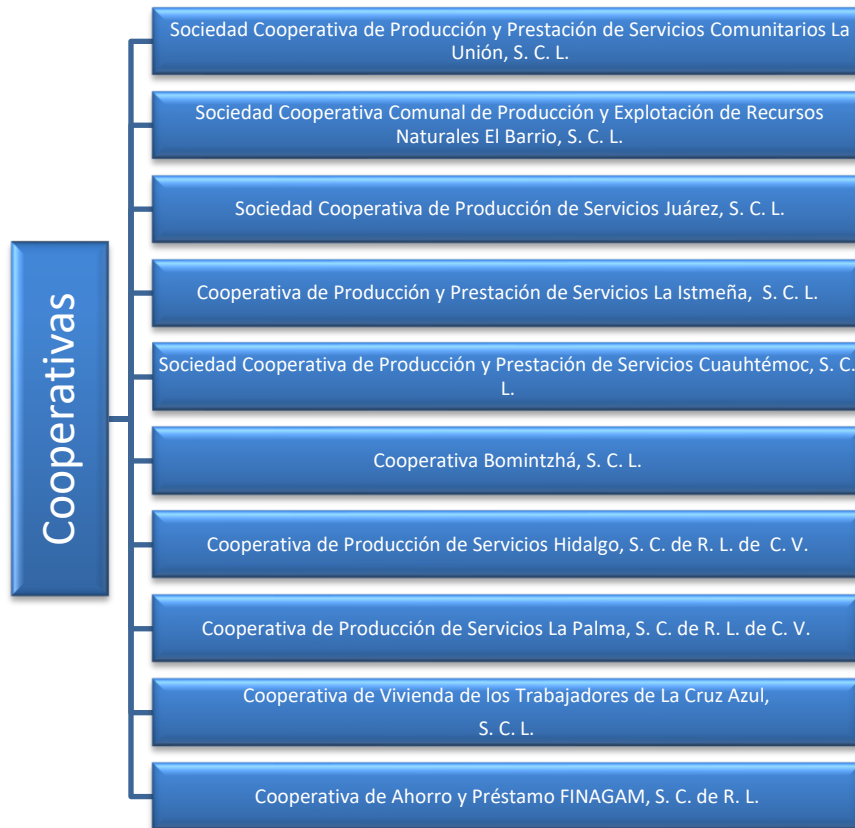 Cooperativas
Sociedad Cooperativa de Producción y Prestación de Servicios Comunitarios La
Unión, S. C. L.
Sociedad Cooperativa Comunal de Producción y Explotación de Recursos
Naturales El Barrio, S. C. L.
Sociedad Cooperativa de Producción de Servicios Juárez, S. C. L.
Cooperativa de Producción y Prestación de Servicios La Istmeña, S. C. L.
Sociedad Cooperativa de Producción y Prestación de Servicios Cuauhtémoc, S. C.
L.
Cooperativa Bomintzhá, S. C. L.
Cooperativa de Producción de Servicios Hidalgo, S. C. de R. L. de C. V.
Cooperativa de Producción de Servicios La Palma, S. C. de R. L. de C. V.
Cooperativa de Vivienda de los Trabajadores de La Cruz Azul,
S. C. L.
Cooperativa de Ahorro y Préstamo FINAGAM, S. C. de R. L.